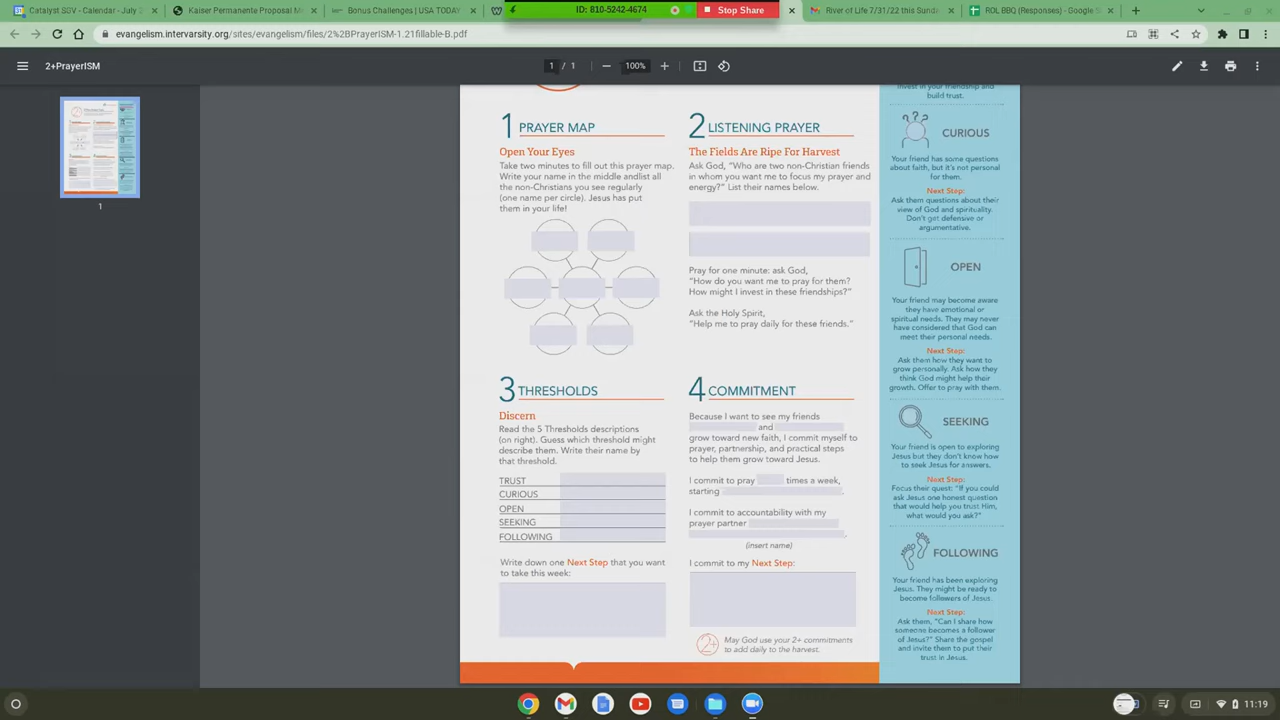 Catalyst SGV - Calendar - July
Kaiser Permanente Proposal M
Bonus Challenges | USA TODAY
ID: 810-5242-4674
Stop Share
River of Life 7/31/22 this Sund
ROL BBQ (Responses) - Google S
evangelism.intervarsity.org/sites/evangelism/files/2%2BPrayerISM-1.21fillable-B.pdf
2+PrayerISM
1 / 1
100%
1
1 PRAYER MAP
Open Your Eyes
Take two minutes to fill out this prayer map.
Write your name in the middle andlist all
the non-Christians you see regularly
(one name per circle). Jesus has put
them in your life!
2 LISTENING PRAYER
The Fields Are Ripe For Harvest
Ask God, “Who are two non-Christian friends
in whom you want me to focus my prayer and
energy?” List their names below.
Pray for one minute: ask God,
“How do you want me to pray for them?
How might I invest in these friendships?”
Ask the Holy Spirit,
“Help me to pray daily for these friends.”
3 THRESHOLDS
Discern
Read the 5 Thresholds descriptions
(on right). Guess which threshold might
describe them. Write their name by
that threshold.
TRUST
CURIOUS
OPEN
SEEKING
FOLLOWING
Write down one Next Step that you want
to take this week:
4 COMMITMENT
Because I want to see my friends
and
grow toward new faith, I commit myself to
prayer, partnership, and practical steps
to help them grow toward Jesus.
I commit to pray times a week,
starting .
I commit to accountability with my
prayer partner
.
(insert name)
I commit to my Next Step:
2+
May God use your 2+ commitments
to add daily to the harvest.
invest in your friendship and
build trust.
CURIOUS
Your friend has some questions
about faith, but it's not personal
for them.
Next Step:
Ask them questions about their
view of God and spirituality.
Don't get defensive or
argumentative.
OPEN
Your friend may become aware
they have emotional or
spiritual needs. They may never
have considered that God can
meet their personal needs.
Next Step:
Ask them how they want to
grow personally. Ask how they
think God might help their
growth. Offer to pray with them.
SEEKING
Your friend is open to exploring
Jesus but they don't know how
to seek Jesus for answers.
Next Step:
Focus their quest: “If you could
ask Jesus one honest question
that would help you trust Him,
what would you ask?”
FOLLOWING
Your friend has been exploring
Jesus. They might be ready to
become followers of Jesus.
Next Step:
Ask them, “Can I share how
someone becomes a follower
of Jesus?” Share the gospel
and invite them to put their
trust in Jesus.
11:19